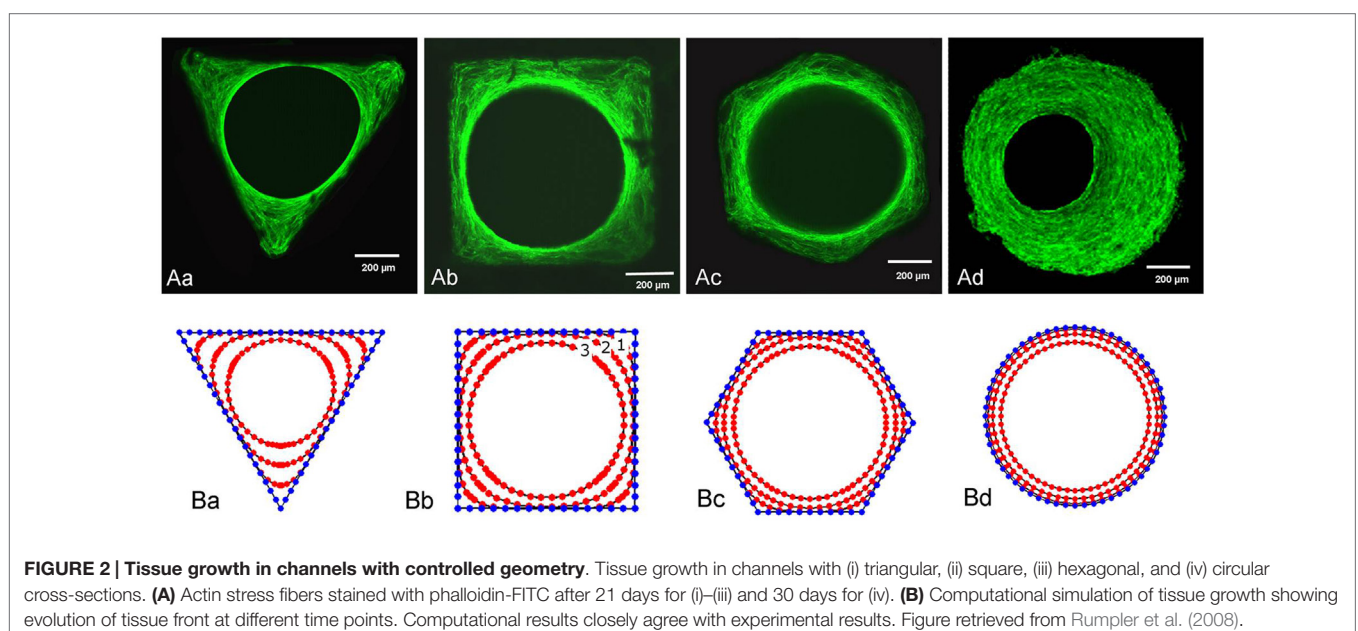 Aa
200 µm
Ab
200 µm
Ac
200 µm
Ad
200 µm
Ba
Bb
3 2 1
Bc
Bd
FIGURE 2 | Tissue growth in channels with controlled geometry. Tissue growth in channels with (i) triangular, (ii) square, (iii) hexagonal, and (iv) circular
cross-sections. (A) Actin stress fibers stained with phalloidin-FITC after 21 days for (i)–(iii) and 30 days for (iv). (B) Computational simulation of tissue growth showing
evolution of tissue front at different time points. Computational results closely agree with experimental results. Figure retrieved from Rumpler et al. (2008).